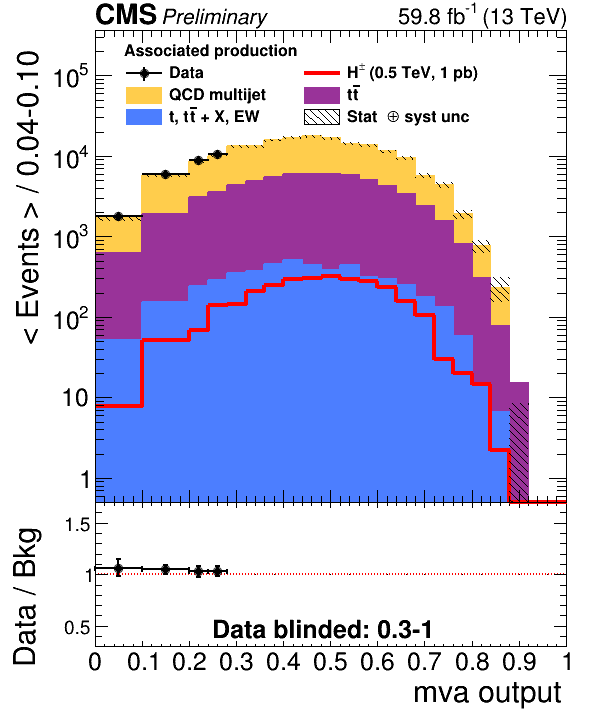 CMS Preliminary 59.8 fb⁻¹ (13 TeV)
Associated production
Data
H± (0.5 TeV, 1 pb)
QCD multijet
tt̄
t, tt̄ + X, EW
Stat ⊕ syst unc
< Events > / 0.04-0.10
10⁵
10⁴
10³
10²
10
1
Data / Bkg
1.5
1
0.5
Data blinded: 0.3-1
0 0.1 0.2 0.3 0.4 0.5 0.6 0.7 0.8 0.9 1
mva output